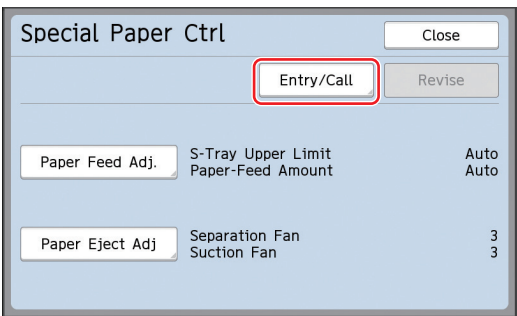 Special Paper Ctrl Close
Entry/Call Revise
Paper Feed Adj. S-Tray Upper Limit Auto
Paper-Feed Amount Auto
Paper Eject Adj Separation Fan 3
Suction Fan 3